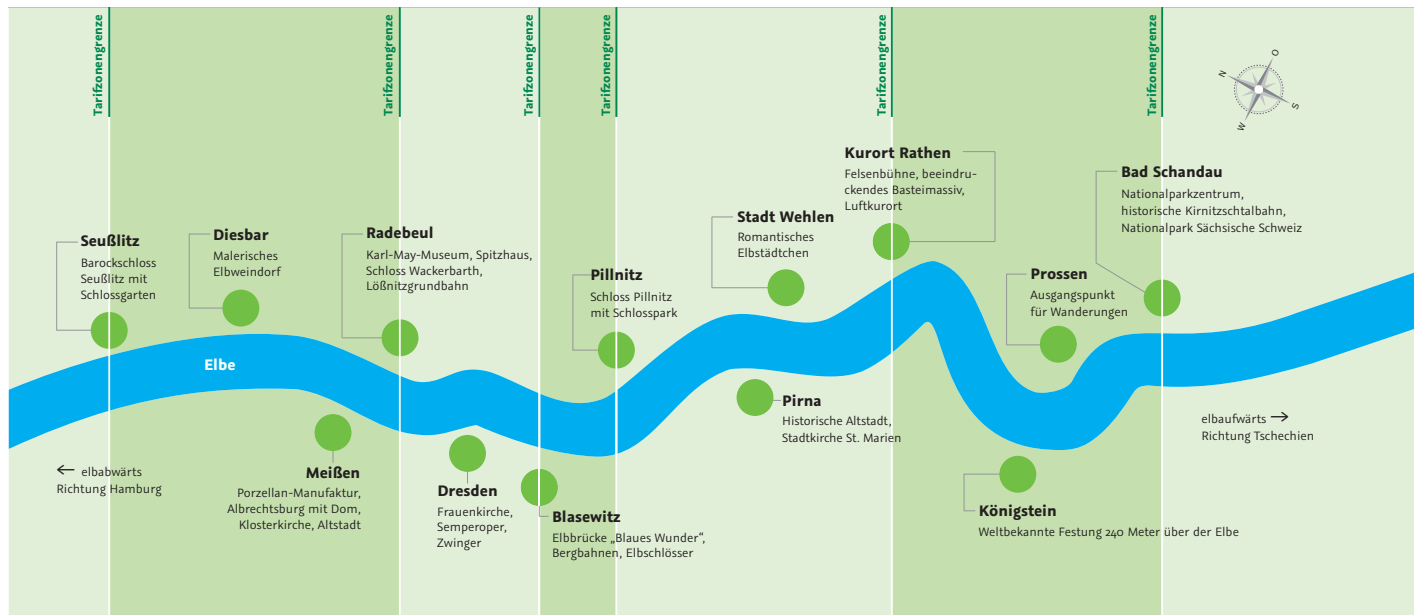 Tarifzonengrenze
Tarifzonengrenze
Tarifzonengrenze
Tarifzonengrenze
Tarifzonengrenze
Tarifzonengrenze
N
O
S
W
Seußlitz
Barockschloss
Seußlitz mit
Schlossgarten
Diesbar
Malerisches
Elbweindorf
Radebeul
Karl-May-Museum, Spitzhaus,
Schloss Wackerbarth,
Lößnitzgrundbahn
Pillnitz
Schloss Pillnitz
mit Schlosspark
Stadt Wehlen
Romantisches
Elbstädtchen
Kurort Rathen
Felsenbühne, beeindru-
ckendes Basteimassiv,
Luftkurort
Prossen
Ausgangspunkt
für Wanderungen
Bad Schandau
Nationalparkzentrum,
historische Kirnitzschtalbahn,
Nationalpark Sächsische Schweiz
Elbe
← elbabwärts
Richtung Hamburg
Meißen
Porzellan-Manufaktur,
Albrechtsburg mit Dom,
Klosterkirche, Altstadt
Dresden
Frauenkirche,
Semperoper,
Zwinger
Blasewitz
Elbbrücke „Blaues Wunder“,
Bergbahnen, Elbschlösser
Pirna
Historische Altstadt,
Stadtkirche St. Marien
Königstein
Weltbekannte Festung 240 Meter über der Elbe
elbaufwärts →
Richtung Tschechien